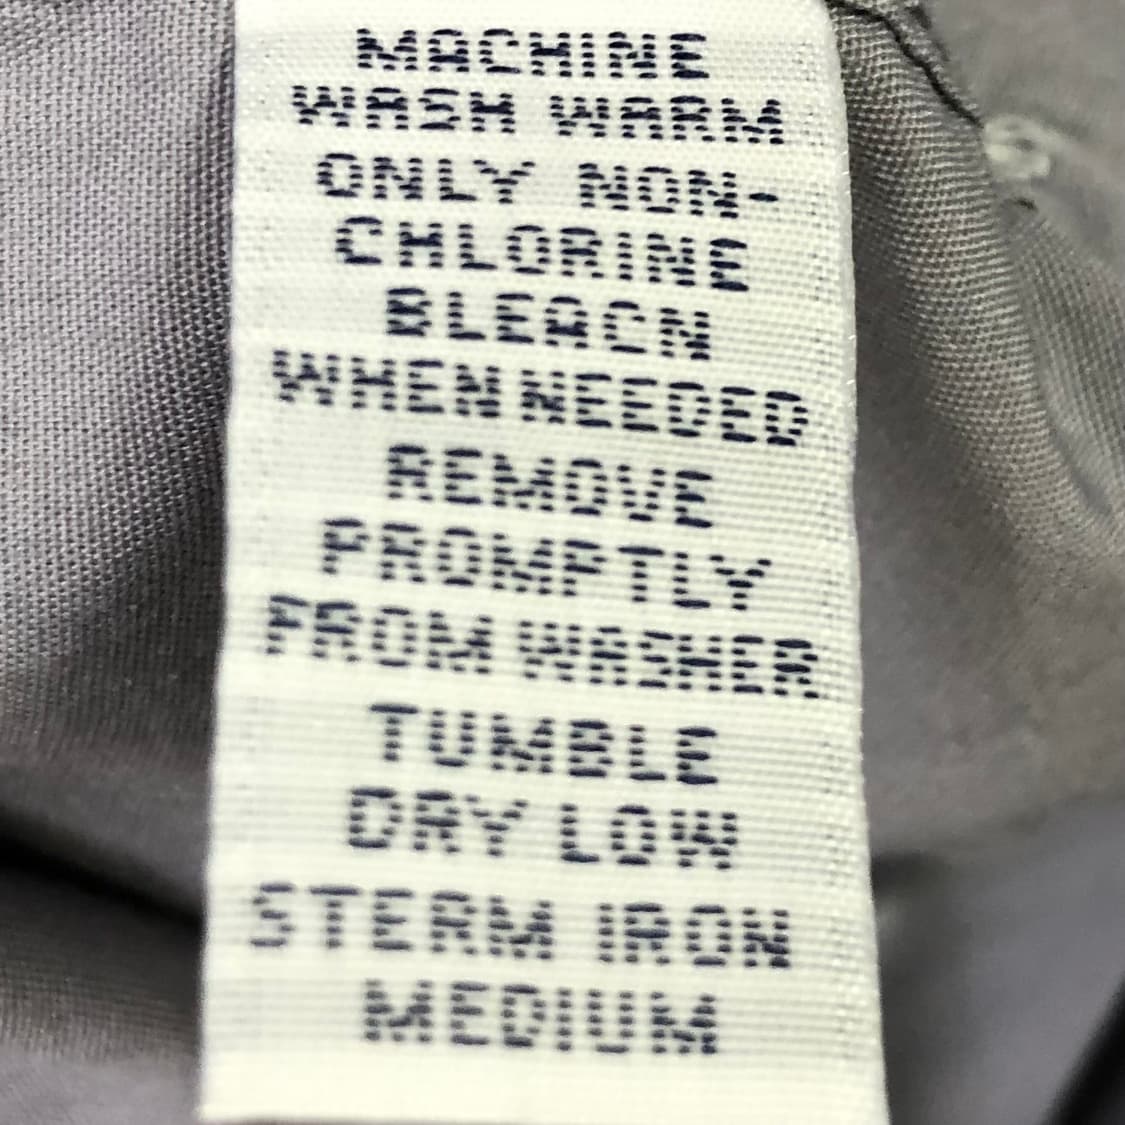 MACHINE
WASH WARM
ONLY NON-
CHLORINE
BLEACN
WHEN NEEDED
REMOVE
PROMPTLY
FROM WASHER
TUMBLE
DRY LOW
STERM IRON
MEDIUM